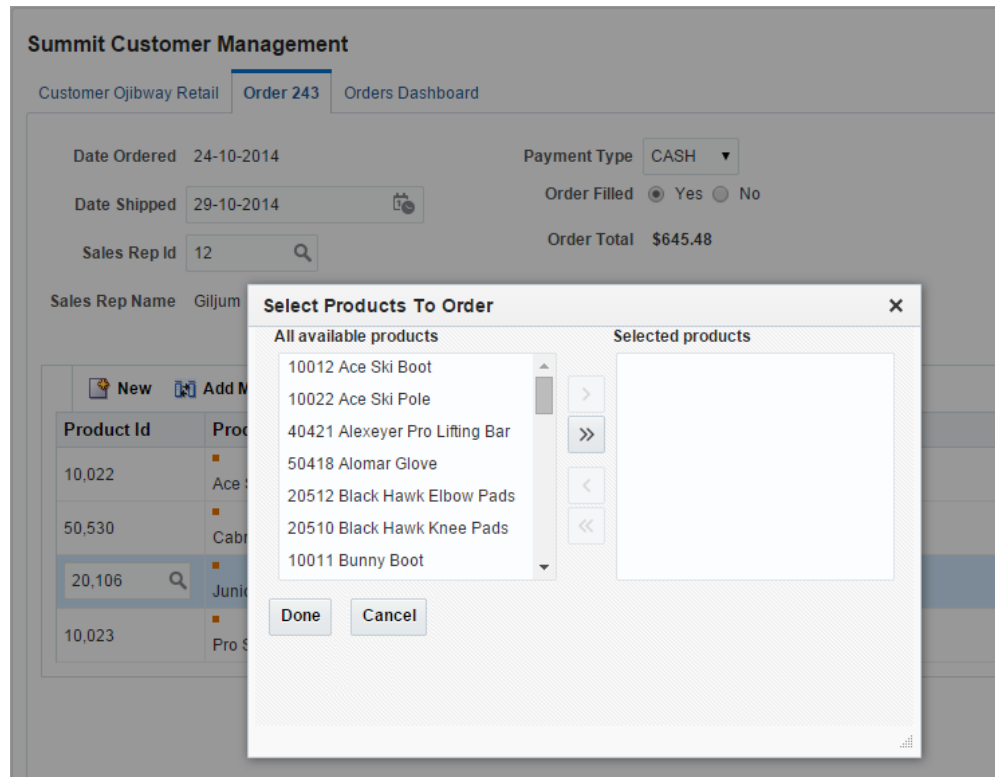 Summit Customer Management
Customer Ojibway Retail Order 243 Orders Dashboard
Date Ordered 24-10-2014 Payment Type CASH
Date Shipped 29-10-2014 Order Filled Yes No
Sales Rep Id 12 Order Total $645.48
Sales Rep Name Giljum
Select Products To Order
All available products Selected products
10012 Ace Ski Boot
10022 Ace Ski Pole
40421 Alexeyer Pro Lifting Bar
50418 Alomar Glove
20512 Black Hawk Elbow Pads
20510 Black Hawk Knee Pads
10011 Bunny Boot
Done Cancel
New Add
Product Id
10,022 Ace
50,530
20,106
10,023 Pro